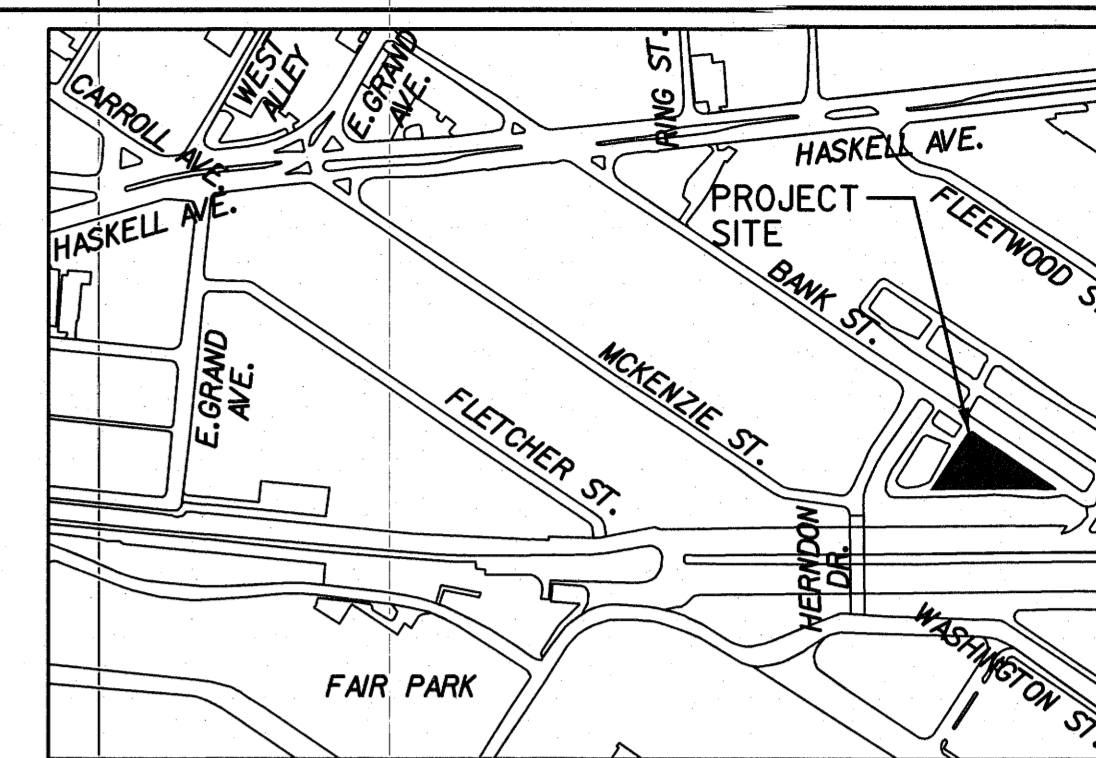 CARROLL AVE.
WEST
ALLEY
E.GRAND
AVE.
RING ST.
HASKELL AVE.
HASKELL AVE.
PROJECT
SITE
FLEETWOOD S
BANK ST.
E.GRAND
AVE.
FLETCHER ST.
MCKENZIE ST.
HERNDON
DR.
WASHINGTON ST.
FAIR PARK